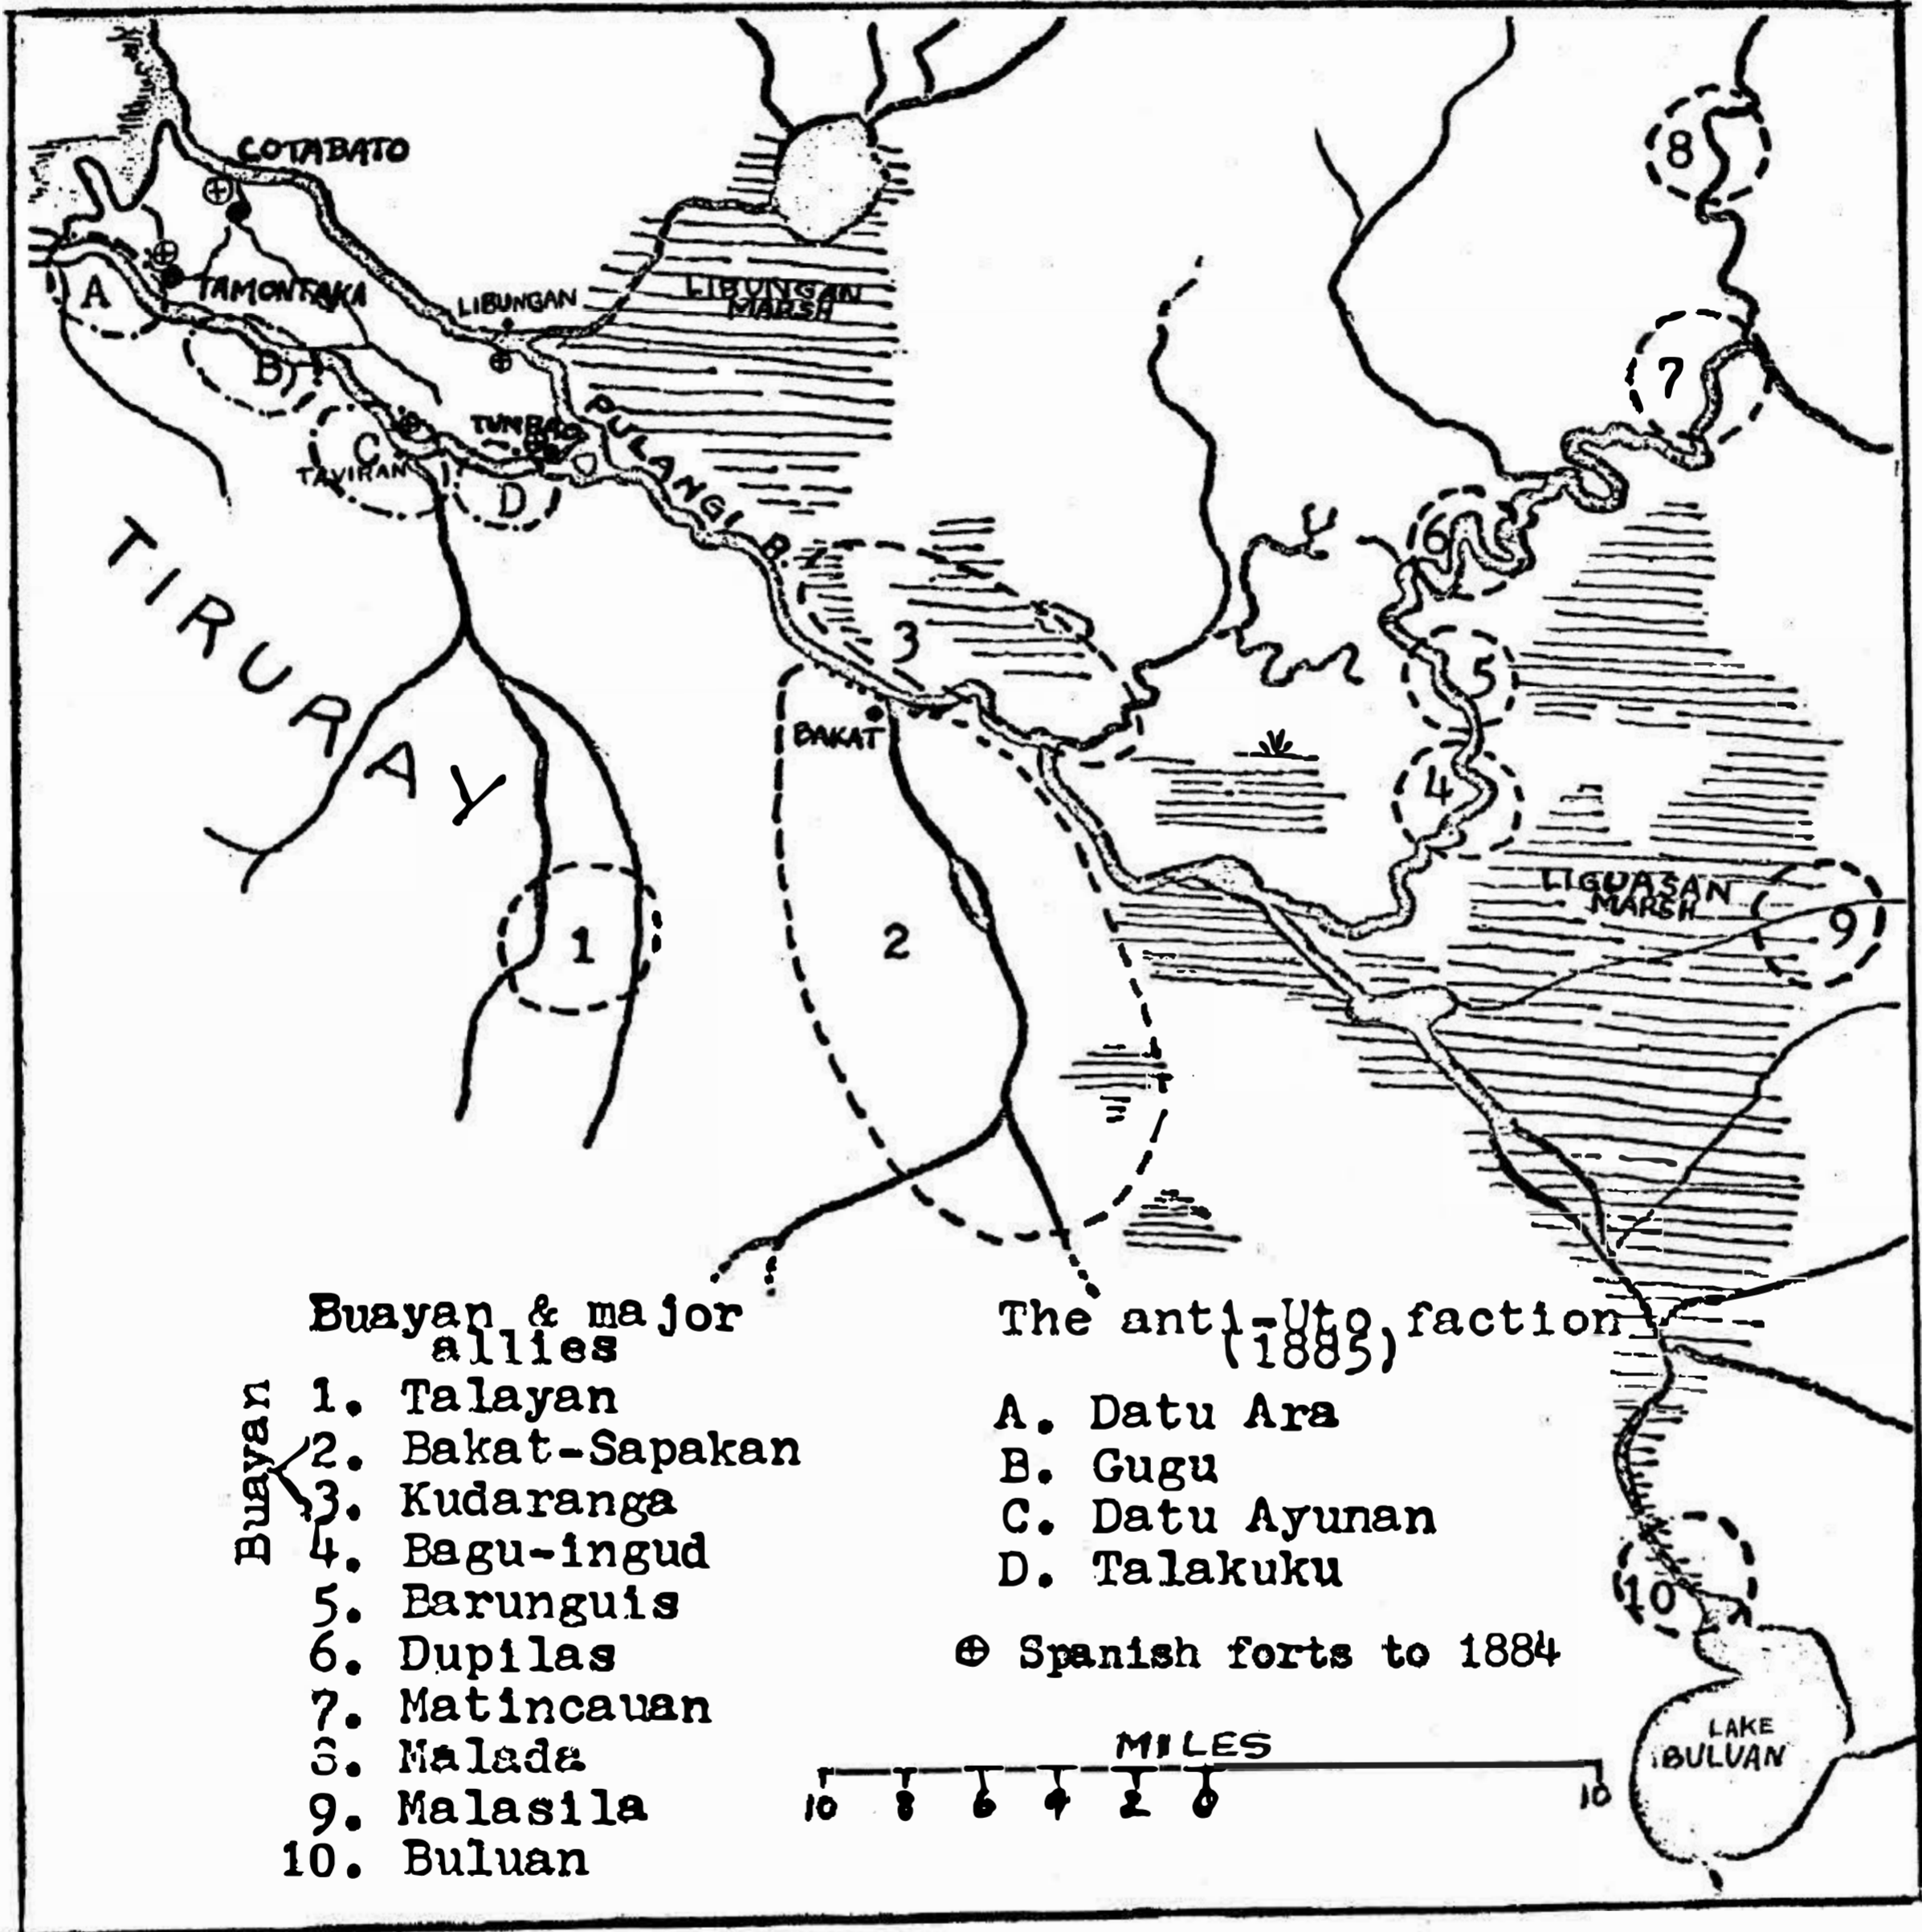 COTABATO
8
A
TAMONTAKA
LIBUNGAN
LIBUNGAN
MARSH
B
7
C
TAVIRAN
TUMBAO
D
PULANGI R.
6
TIRURAY
3
5
BAKAT
4
LIGUASAN
MARSH
9
1
2
Buayan & major
allies
Buayan
1. Talayan
2. Bakat-Sapakan
3. Kudaranga
4. Bagu-ingud
5. Barunguis
6. Dupilas
7. Matincauan
8. Malada
9. Malasila
10. Buluan
The anti-Uto faction
(1885)
A. Datu Ara
B. Gugu
C. Datu Ayunan
D. Talakuku
⊕ Spanish forts to 1884
MILES
10 8 6 4 2 0 10
10
LAKE
BULUAN